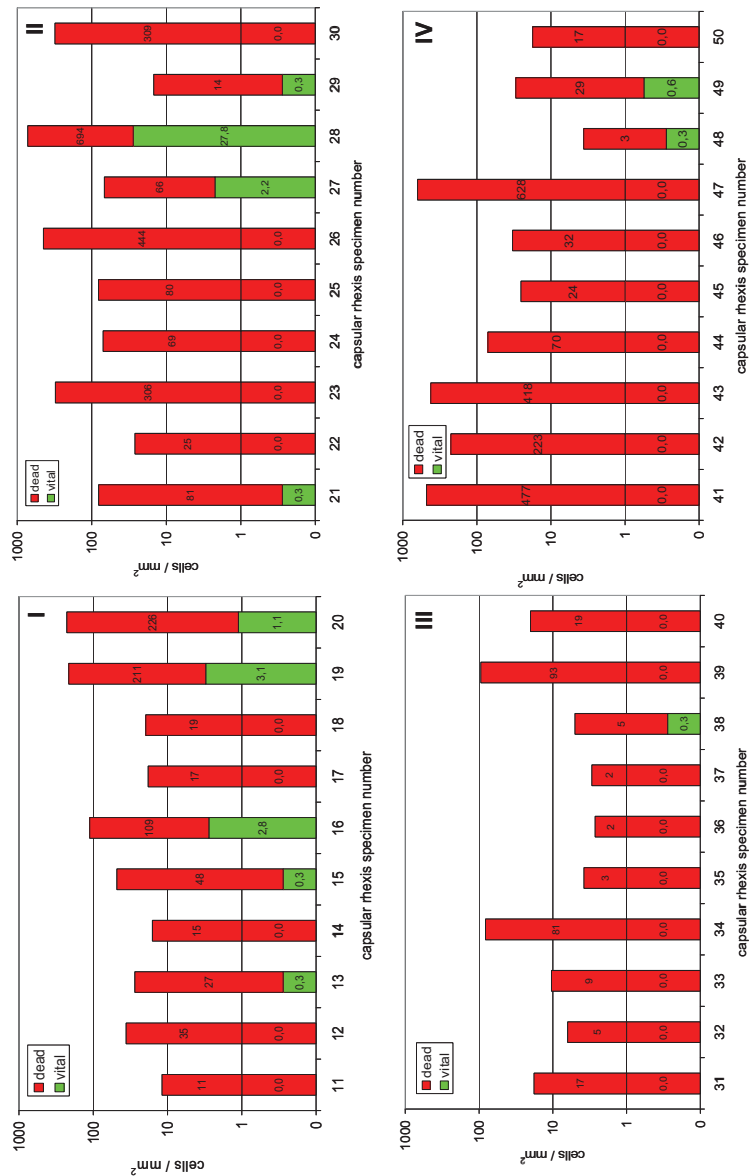 I
1000
100
10
1
0
cells / mm²
dead
vital
11 35 27 15 48 109 17 19 211 226
0,0 0,0 0,3 0,0 0,3 2,8 0,0 0,0 3,1 1,1
11 12 13 14 15 16 17 18 19 20
capsular rhexis specimen number
II
1000
100
10
1
0
cells / mm²
dead
vital
81 25 306 69 80 444 66 694 14 309
0,3 0,0 0,0 0,0 0,0 0,0 2,2 27,8 0,3 0,0
21 22 23 24 25 26 27 28 29 30
capsular rhexis specimen number
III
1000
100
10
1
0
cells / mm²
dead
vital
17 5 9 81 3 2 2 5 93 19
0,0 0,0 0,0 0,0 0,0 0,0 0,0 0,3 0,0 0,0
31 32 33 34 35 36 37 38 39 40
capsular rhexis specimen number
IV
1000
100
10
1
0
cells / mm²
dead
vital
477 223 418 70 24 32 628 3 29 17
0,0 0,0 0,0 0,0 0,0 0,0 0,0 0,3 0,6 0,0
41 42 43 44 45 46 47 48 49 50
capsular rhexis specimen number